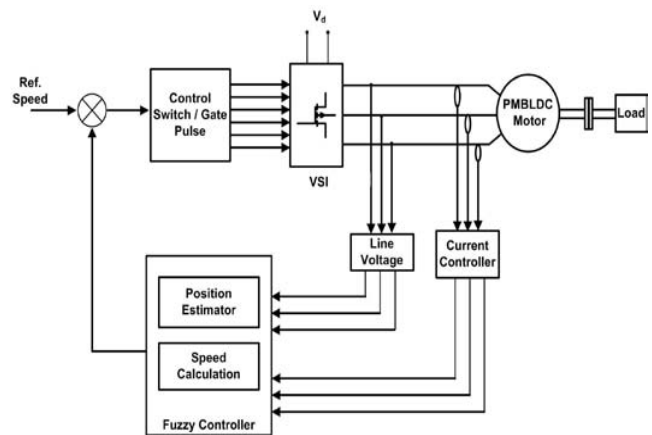 V_d
Ref.
Speed
Control
Switch / Gate
Pulse
VSI
PMBLDC
Motor
Load
Line
Voltage
Current
Controller
Position
Estimator
Speed
Calculation
Fuzzy Controller